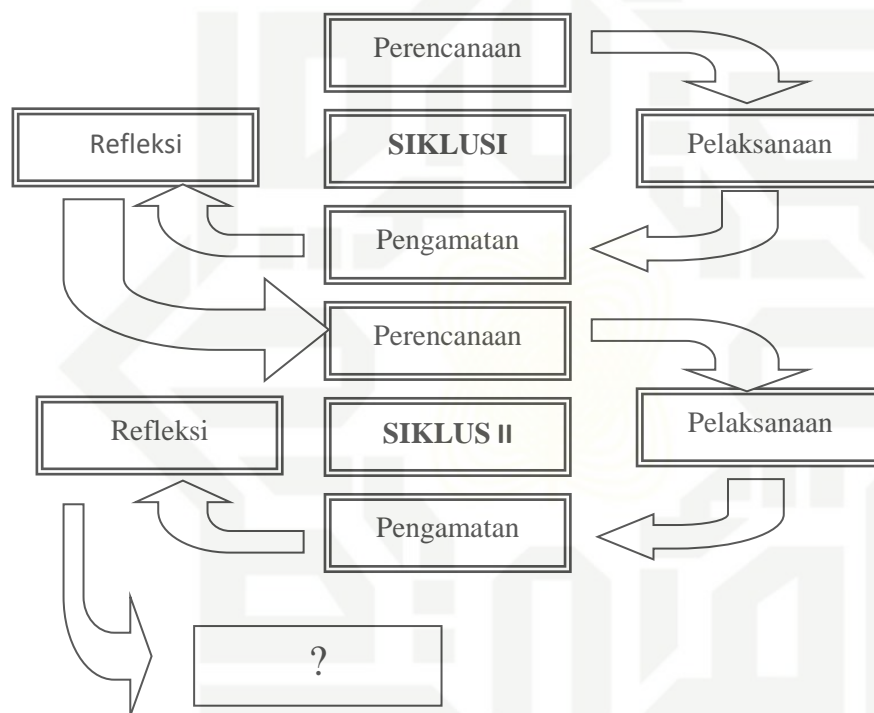 Perencanaan
Refleksi
SIKLUSI
Pelaksanaan
Pengamatan
Perencanaan
Refleksi
SIKLUS II
Pelaksanaan
Pengamatan
?